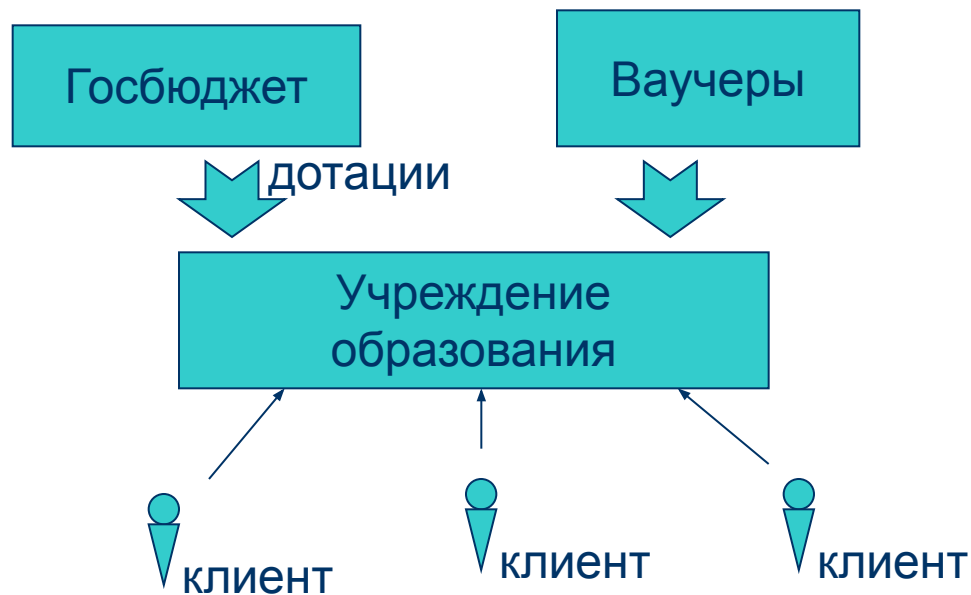 Госбюджет
Ваучеры
дотации
Учреждение
образования
клиент
клиент
клиент